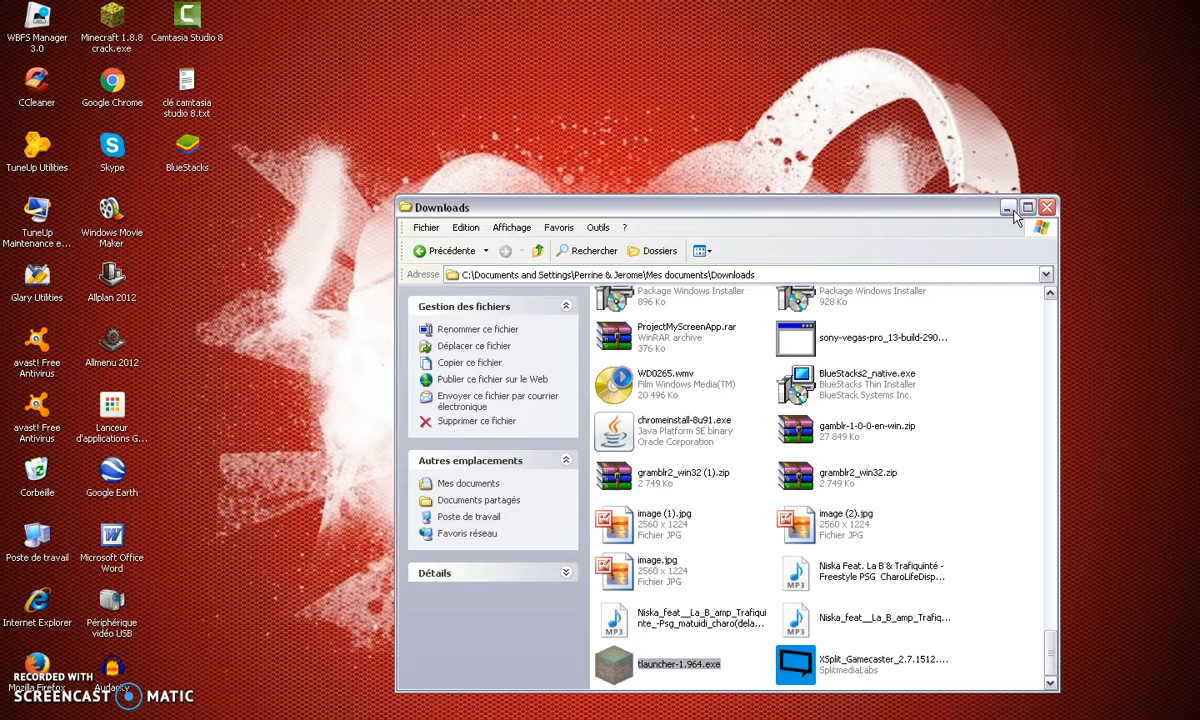 WBFS Manager
3.0
Minecraft 1.8.8
crack.exe
Camtasia Studio 8
CCleaner
Google Chrome
clé camtasia
studio 8.txt
TuneUp Utilities
Skype
BlueStacks
TuneUp
Maintenance e...
Windows Movie
Maker
Glary Utilities
Allplan 2012
avast! Free
Antivirus
Allmenu 2012
avast! Free
Antivirus
Lanceur
d'applications G...
Corbeille
Google Earth
Poste de travail
Microsoft Office
Word
Internet Explorer
Périphérique
vidéo USB
Mozilla Firefox
Audacity
RECORDED WITH
SCREENCAST MATIC
Downloads
Fichier Edition Affichage Favoris Outils ?
Précédente Rechercher Dossiers
Adresse C:\Documents and Settings\Perrine & Jerome\Mes documents\Downloads
Gestion des fichiers
Renommer ce fichier
Déplacer ce fichier
Copier ce fichier
Publier ce fichier sur le Web
Envoyer ce fichier par courrier
électronique
Supprimer ce fichier
Autres emplacements
Mes documents
Documents partagés
Poste de travail
Favoris réseau
Détails
Package Windows Installer
896 Ko
Package Windows Installer
928 Ko
ProjectMyScreenApp.rar
WinRAR archive
376 Ko
sony-vegas-pro_13-build-290...
WD0265.wmv
Film Windows Media(TM)
20 496 Ko
BlueStacks2_native.exe
BlueStacks Thin Installer
BlueStack Systems Inc.
chromeinstall-8u91.exe
Java Platform SE binary
Oracle Corporation
gamblr-1-0-0-en-win.zip
27 849 Ko
gramblr2_win32 (1).zip
2 749 Ko
gramblr2_win32.zip
2 749 Ko
image (1).jpg
2560 x 1224
Fichier JPG
image (2).jpg
2560 x 1224
Fichier JPG
image.jpg
2560 x 1224
Fichier JPG
MP3
Niska Feat. La B & Trafiquinté -
Freestyle PSG CharoLifeDisp...
MP3
Niska_feat__La_B_amp_Trafiqui
nte_-Psg_matuidi_charo(dela...
MP3
Niska_feat__La_B_amp_Trafiq...
tlauncher-1.964.exe
XSplit_Gamecaster_2.7.1512....
SplitmediaLabs